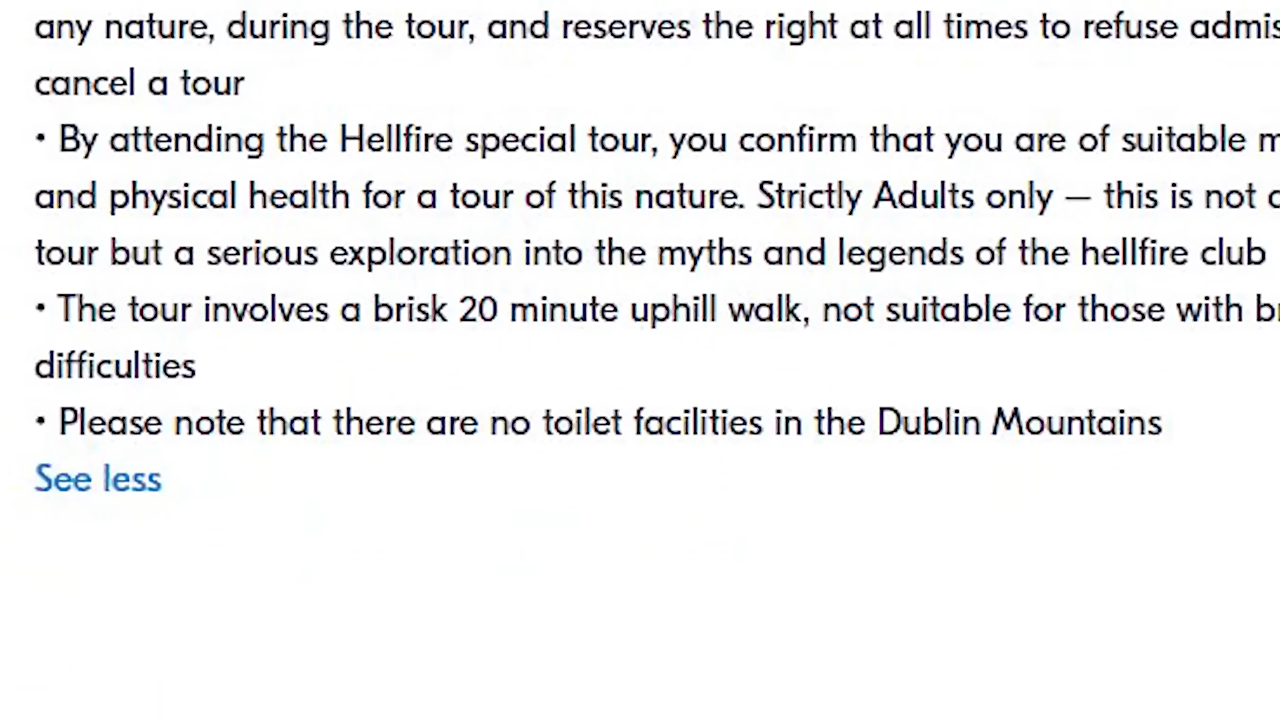 any nature, during the tour, and reserves the right at all times to refuse
cancel a tour
• By attending the Hellfire special tour, you confirm that you are of suitable
and physical health for a tour of this nature. Strictly Adults only – this is not
tour but a serious exploration into the myths and legends of the hellfire club
• The tour involves a brisk 20 minute uphill walk, not suitable for those with
difficulties
• Please note that there are no toilet facilities in the Dublin Mountains
See less